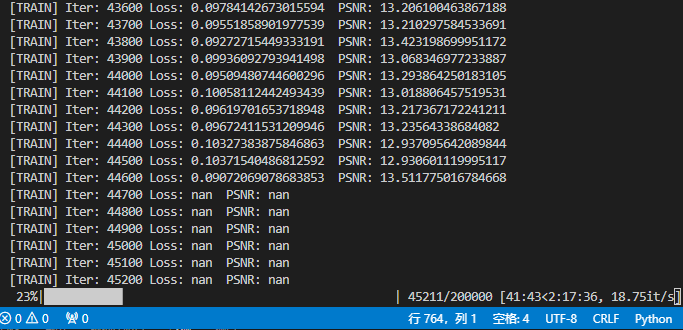 [TRAIN] Iter: 43600 Loss: 0.09784142673015594  PSNR: 13.206100463867188
[TRAIN] Iter: 43700 Loss: 0.09551858901977539  PSNR: 13.210297584533691
[TRAIN] Iter: 43800 Loss: 0.09272715449333191  PSNR: 13.423198699951172
[TRAIN] Iter: 43900 Loss: 0.09936092793941498  PSNR: 13.068346977233887
[TRAIN] Iter: 44000 Loss: 0.09509480744600296  PSNR: 13.293864250183105
[TRAIN] Iter: 44100 Loss: 0.10058112442493439  PSNR: 13.018806457519531
[TRAIN] Iter: 44200 Loss: 0.09619701653718948  PSNR: 13.217367172241211
[TRAIN] Iter: 44300 Loss: 0.09672411531209946  PSNR: 13.23564338684082
[TRAIN] Iter: 44400 Loss: 0.10327383875846863  PSNR: 12.937095642089844
[TRAIN] Iter: 44500 Loss: 0.10371540486812592  PSNR: 12.930601119995117
[TRAIN] Iter: 44600 Loss: 0.09072069078683853  PSNR: 13.511775016784668
[TRAIN] Iter: 44700 Loss: nan  PSNR: nan
[TRAIN] Iter: 44800 Loss: nan  PSNR: nan
[TRAIN] Iter: 44900 Loss: nan  PSNR: nan
[TRAIN] Iter: 45000 Loss: nan  PSNR: nan
[TRAIN] Iter: 45100 Loss: nan  PSNR: nan
[TRAIN] Iter: 45200 Loss: nan  PSNR: nan
23%| | 45211/200000 [41:43<2:17:36, 18.75it/s]
0 0 0 行 764，列 1 空格: 4 UTF-8 CRLF Python